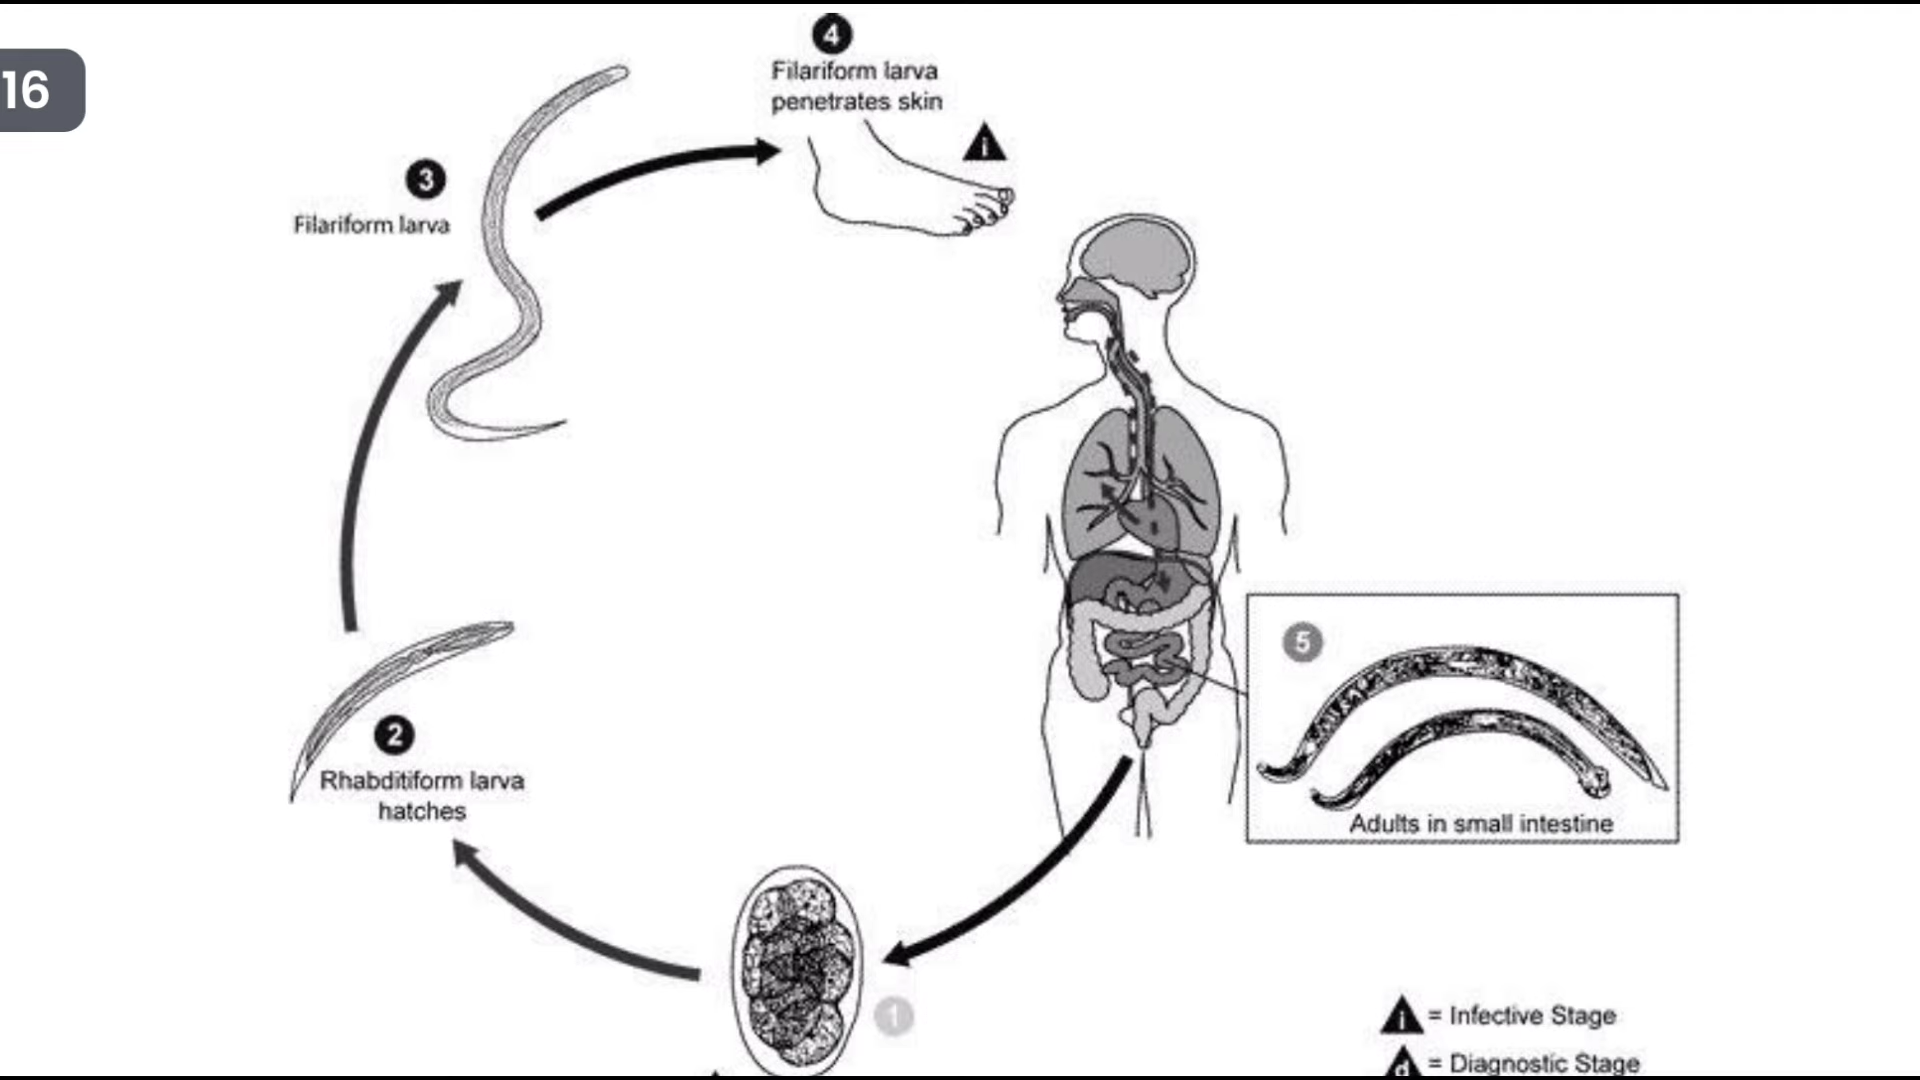 16
4
Filariform larva
penetrates skin
i
3
Filariform larva
2
Rhabditiform larva
hatches
5
Adults in small intestine
1
i = Infective Stage
d = Diagnostic Stage